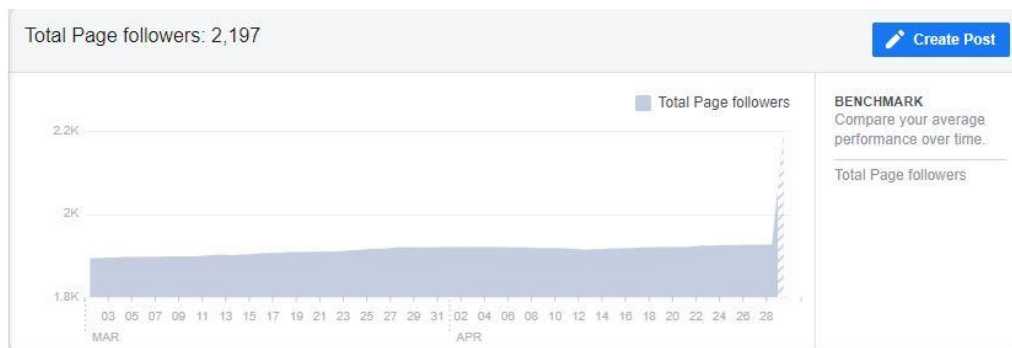 Total Page followers: 2,197
Create Post
Total Page followers
BENCHMARK
Compare your average
performance over time.
Total Page followers
2.2K
2K
1.8K
03 05 07 09 11 13 15 17 19 21 23 25 27 29 31 02 04 06 08 10 12 14 16 18 20 22 24 26 28
MAR APR